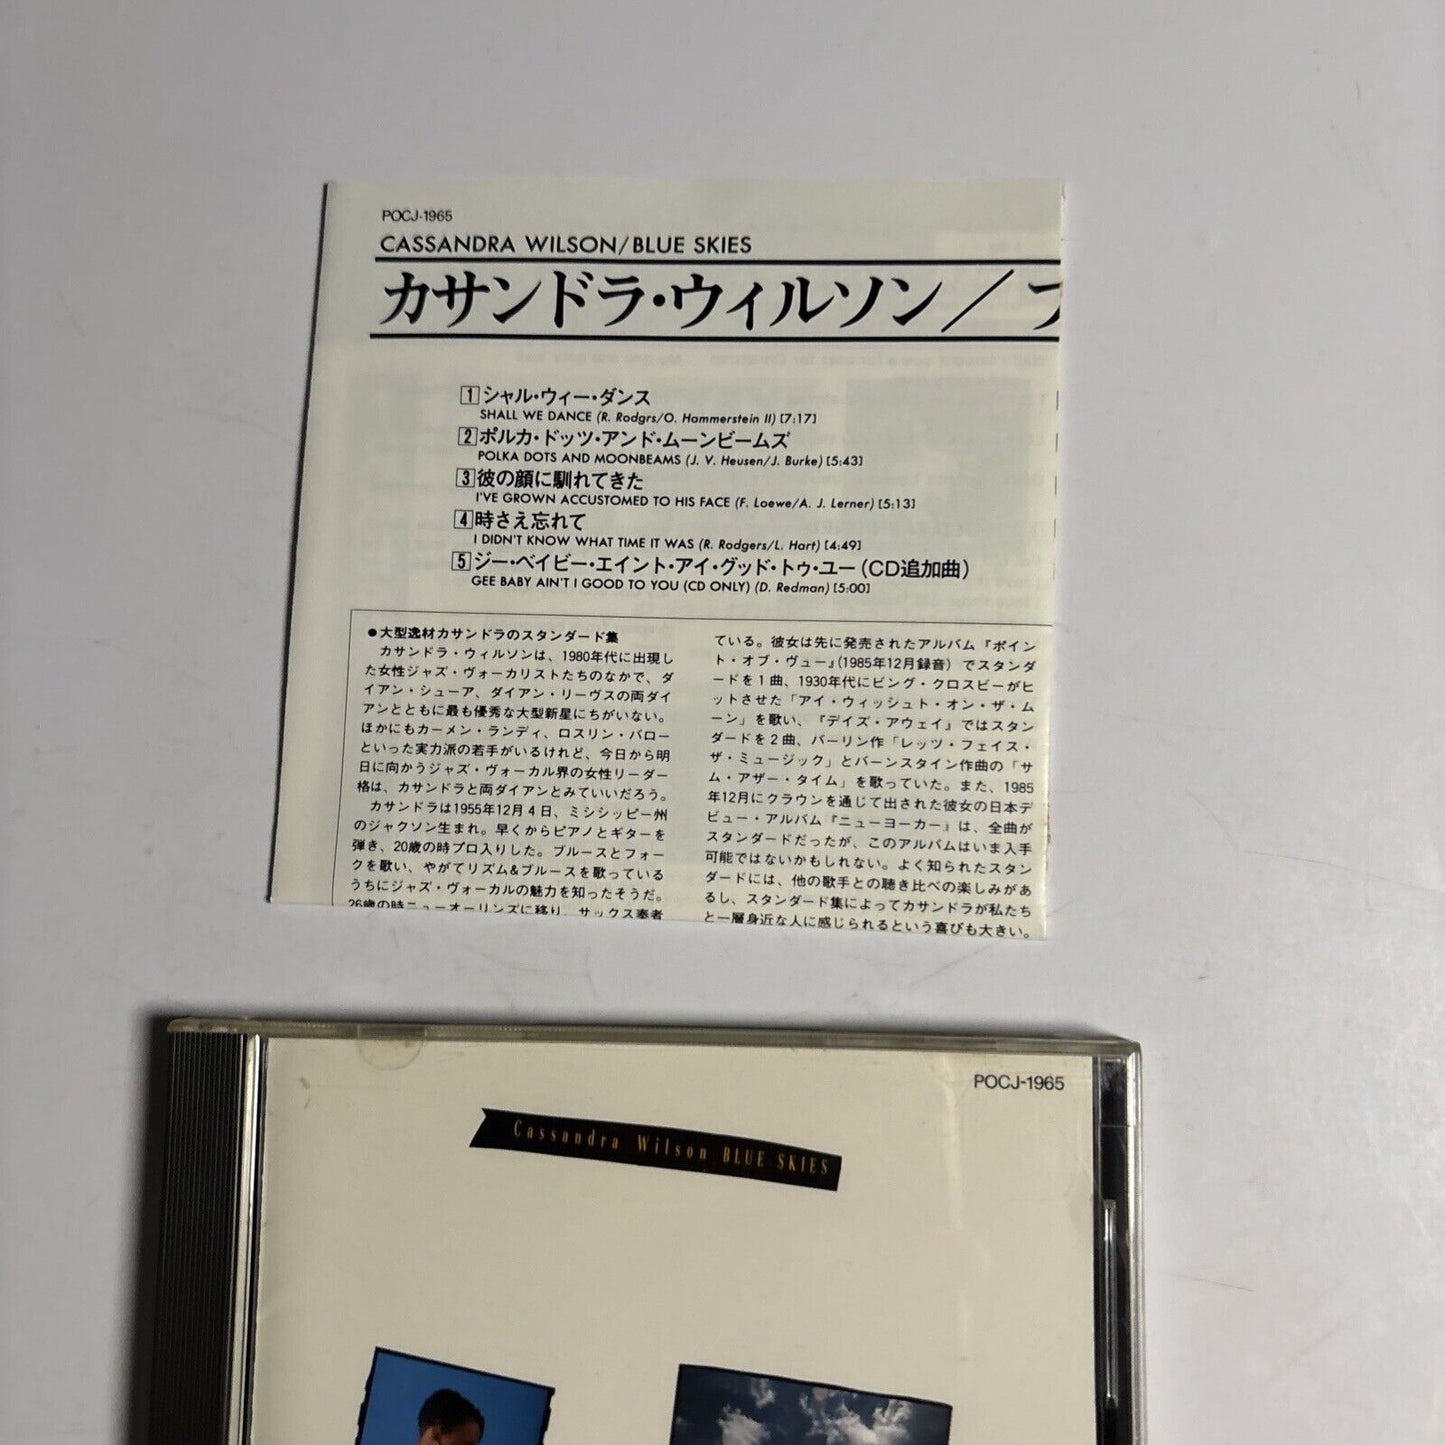 POCJ-1965
CASSANDRA WILSON/BLUE SKIES
カサンドラ・ウィルソン／ブ
1 シャル・ウィー・ダンス
SHALL WE DANCE (R. Rodgrs/O. Hammerstein II) [7:17]
2 ポルカ・ドッツ・アンド・ムーンビームズ
POLKA DOTS AND MOONBEAMS (J. V. Heusen/J. Burke) [5:43]
3 彼の顔に馴れてきた
I'VE GROWN ACCUSTOMED TO HIS FACE (F. Loewe/A. J. Lerner) [5:13]
4 時さえ忘れて
I DIDN'T KNOW WHAT TIME IT WAS (R. Rodgers/L. Hart) [4:49]
5 ジー・ベイビー・エイント・アイ・グッド・トゥ・ユー (CD追加曲)
GEE BABY AIN'T I GOOD TO YOU (CD ONLY) (D. Redman) [5:00]
●大型逸材カサンドラのスタンダード集
カサンドラ・ウィルソンは、1980年代に出現し
た女性ジャズ・ヴォーカリストたちのなかで、ダ
イアン・シューア、ダイアン・リーヴスの両ダイ
アンとともに最も優秀な大型新星にちがいない。
ほかにもカーメン・ランディ、ロスリン・バロー
といった実力派の若手がいるけれど、今日から明
日に向かうジャズ・ヴォーカル界の女性リーダー
格は、カサンドラと両ダイアンとみていいだろう。
カサンドラは1955年12月4日、ミシシッピー州
のジャクソン生まれ。早くからピアノとギターを
弾き、20歳の時プロ入りした。ブルースとフォー
クを歌い、やがてリズム&ブルースを歌っている
うちにジャズ・ヴォーカルの魅力を知ったそうだ。
26歳の時ニューオーリンズに移り、サックス奏者
ている。彼女は先に発売されたアルバム『ポイン
ト・オブ・ヴュー』(1985年12月録音) でスタンダ
ードを1曲、1930年代にビング・クロスビーがヒ
ットさせた「アイ・ウィッシュト・オン・ザ・ム
ーン」を歌い、『デイズ・アウェイ』ではスタン
ダードを2曲、バーリン作「レッツ・フェイス・
ザ・ミュージック」とバーンスタイン作曲の「サ
ム・アザー・タイム」を歌っていた。また、1985
年12月にクラウンを通じて出された彼女の日本デ
ビュー・アルバム『ニューヨーカー』は、全曲が
スタンダードだったが、このアルバムはいま入手
可能ではないかもしれない。よく知られたスタン
ダードには、他の歌手との聴き比べの楽しみがあ
るし、スタンダード集によってカサンドラが私たち
と一層身近な人に感じられるという喜びも大きい。
POCJ-1965
Cassandra Wilson BLUE SKIES